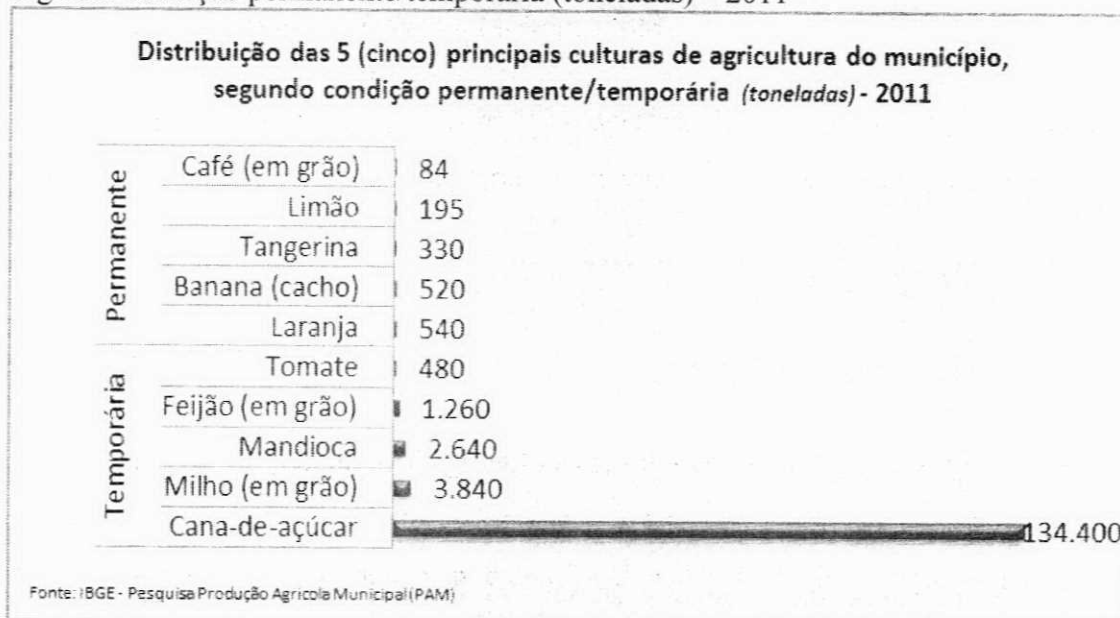 Distribuição das 5 (cinco) principais culturas de agricultura do município,
segundo condição permanente/temporária (toneladas) - 2011
Permanente
Café (em grão) 84
Limão 195
Tangerina 330
Banana (cacho) 520
Laranja 540
Temporária
Tomate 480
Feijão (em grão) 1.260
Mandioca 2.640
Milho (em grão) 3.840
Cana-de-açúcar 134.400
Fonte: IBGE - Pesquisa Produção Agricola Municipal (PAM)